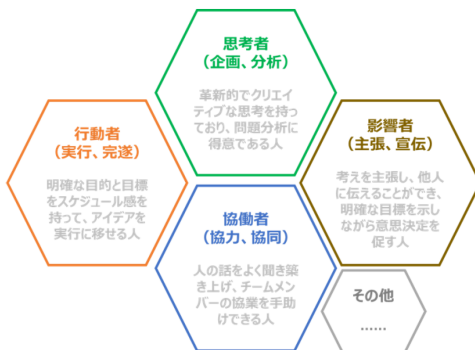 思考者
（企画、分析）
革新的でクリエイ
ティブな思考を持っ
ており、問題分析に
得意である人
行動者
（実行、完遂）
明確な目的と目標
をスケジュール感を
持って、アイデアを
実行に移せる人
影響者
（主張、宣伝）
考えを主張し、他人
に伝えることができ、
明確な目標を示し
ながら意思決定を
促す人
協働者
（協力、協同）
人の話をよく聞き築
き上げ、チームメン
バーの協業を手助
けできる人
その他
……